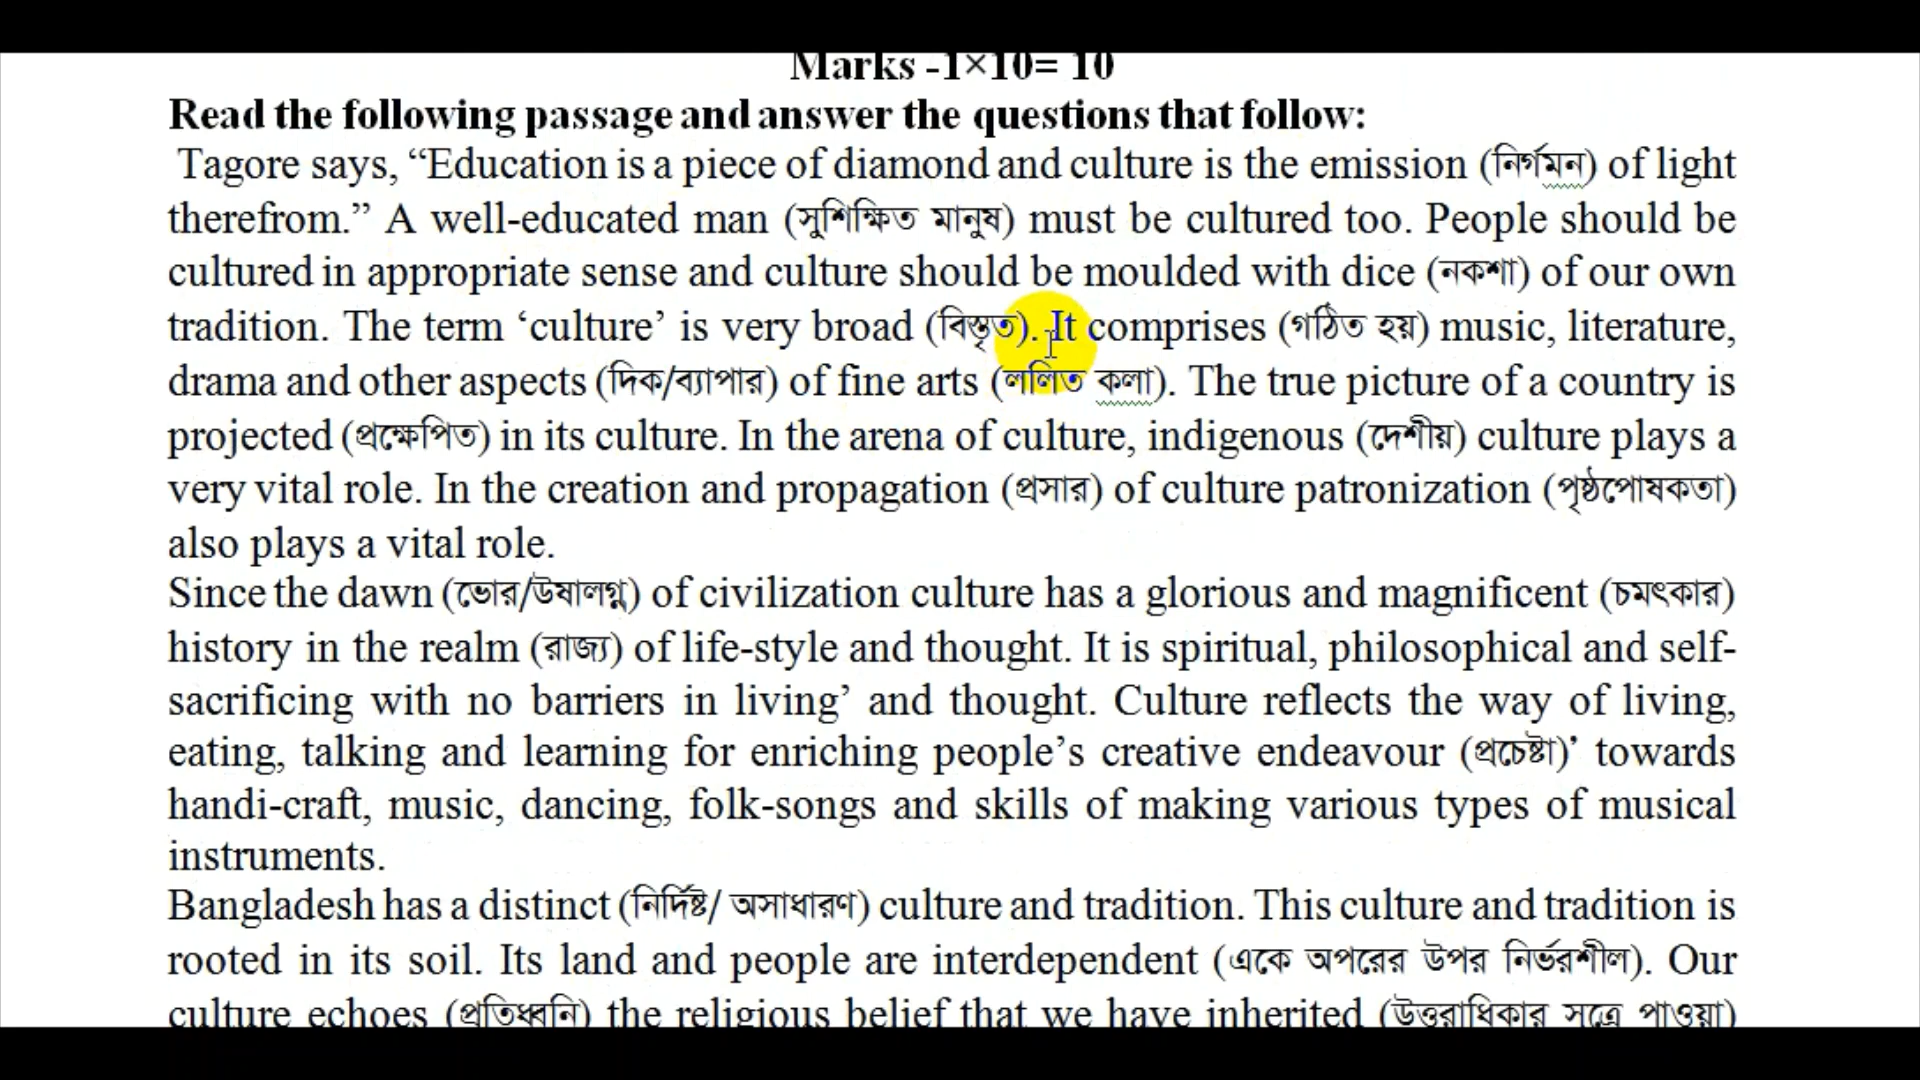 Marks -1×10= 10
Read the following passage and answer the questions that follow:
Tagore says, “Education is a piece of diamond and culture is the emission (নির্গমন) of light
therefrom.” A well-educated man (সুশিক্ষিত মানুষ) must be cultured too. People should be
cultured in appropriate sense and culture should be moulded with dice (নকশা) of our own
tradition. The term ‘culture’ is very broad (বিস্তৃত). It comprises (গঠিত হয়) music, literature,
drama and other aspects (দিক/ব্যাপার) of fine arts (ললিত কলা). The true picture of a country is
projected (প্রক্ষেপিত) in its culture. In the arena of culture, indigenous (দেশীয়) culture plays a
very vital role. In the creation and propagation (প্রসার) of culture patronization (পৃষ্ঠপোষকতা)
also plays a vital role.
Since the dawn (ভোর/উষালগ্ন) of civilization culture has a glorious and magnificent (চমৎকার)
history in the realm (রাজ্য) of life-style and thought. It is spiritual, philosophical and self-
sacrificing with no barriers in living’ and thought. Culture reflects the way of living,
eating, talking and learning for enriching people’s creative endeavour (প্রচেষ্টা)’ towards
handi-craft, music, dancing, folk-songs and skills of making various types of musical
instruments.
Bangladesh has a distinct (নির্দিষ্ট/ অসাধারণ) culture and tradition. This culture and tradition is
rooted in its soil. Its land and people are interdependent (একে অপরের উপর নির্ভরশীল). Our
culture echoes (প্রতিধ্বনি) the religious belief that we have inherited (উত্তরাধিকার সূত্রে পাওয়া)